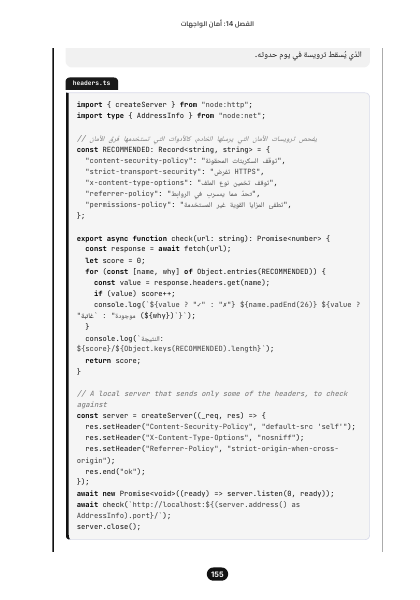 الفصل 14: أمان الواجهات
الذي يُسقط ترويسة في يوم حدوثه.
headers.ts
import { createServer } from "node:http";
import type { AddressInfo } from "node:net";
// يفحص ترويسات الأمان التي يرسلها الخادم، كالأدوات التي تستخدمها فرق الأمان
const RECOMMENDED: Record<string, string> = {
"content-security-policy": "توقف السكربتات المحقونة",
"strict-transport-security": "تفرض HTTPS",
"x-content-type-options": "توقف تخمين نوع الملف",
"referrer-policy": "تحدّ مما يتسرب في الروابط",
"permissions-policy": "تطفئ المزايا القوية غير المستخدمة",
};
export async function check(url: string): Promise<number> {
const response = await fetch(url);
let score = 0;
for (const [name, why] of Object.entries(RECOMMENDED)) {
const value = response.headers.get(name);
if (value) score++;
console.log(`${value ? "✓" : "✗"} ${name.padEnd(26)} ${value ?
"موجودة" : `غائبة (${why})`}`);
}
console.log(`النتيجة:
${score}/${Object.keys(RECOMMENDED).length}`);
return score;
}
// A local server that sends only some of the headers, to check
against
const server = createServer((_req, res) => {
res.setHeader("Content-Security-Policy", "default-src 'self'");
res.setHeader("X-Content-Type-Options", "nosniff");
res.setHeader("Referrer-Policy", "strict-origin-when-cross-
origin");
res.end("ok");
});
await new Promise<void>((ready) => server.listen(0, ready));
await check(`http://localhost:${(server.address() as
AddressInfo).port}/`);
server.close();
155